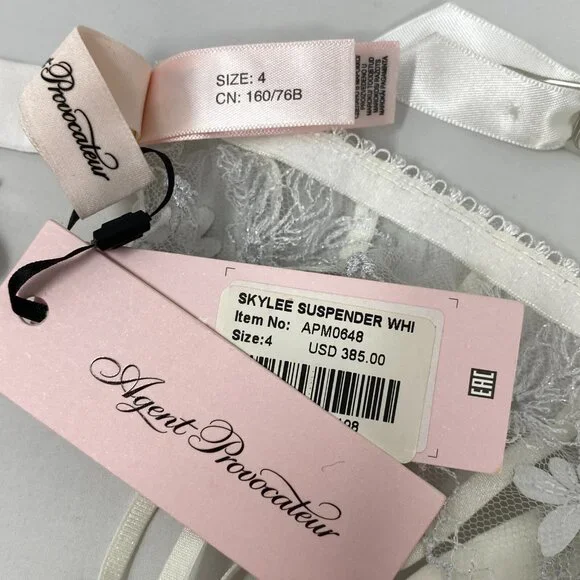 Agent Provocateur
SIZE: 4
CN: 160/76B
SKYLEE SUSPENDER WHI
Item No: APM0648
Size:4 USD 385.00
EAC
Agent Provocateur